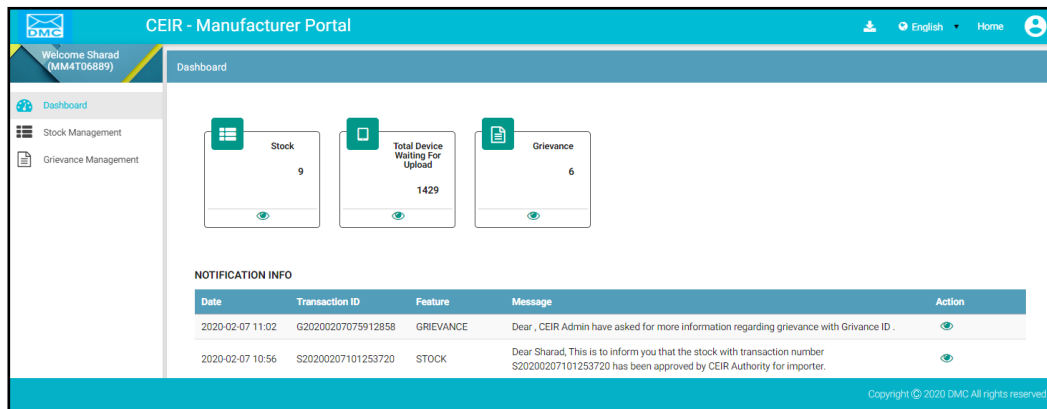 DMC
CEIR - Manufacturer Portal
English
Home
Welcome Sharad
(MM4T06889)
Dashboard
Dashboard
Stock Management
Grievance Management
Stock
9
Total Device
Waiting For
Upload
1429
Grievance
6
NOTIFICATION INFO
Date Transaction ID Feature Message Action
2020-02-07 11:02 G20200207075912858 GRIEVANCE Dear , CEIR Admin have asked for more information regarding grievance with Grivance ID .
2020-02-07 10:56 S20200207101253720 STOCK Dear Sharad, This is to inform you that the stock with transaction number
S20200207101253720 has been approved by CEIR Authority for importer.
Copyright © 2020 DMC All rights reserved